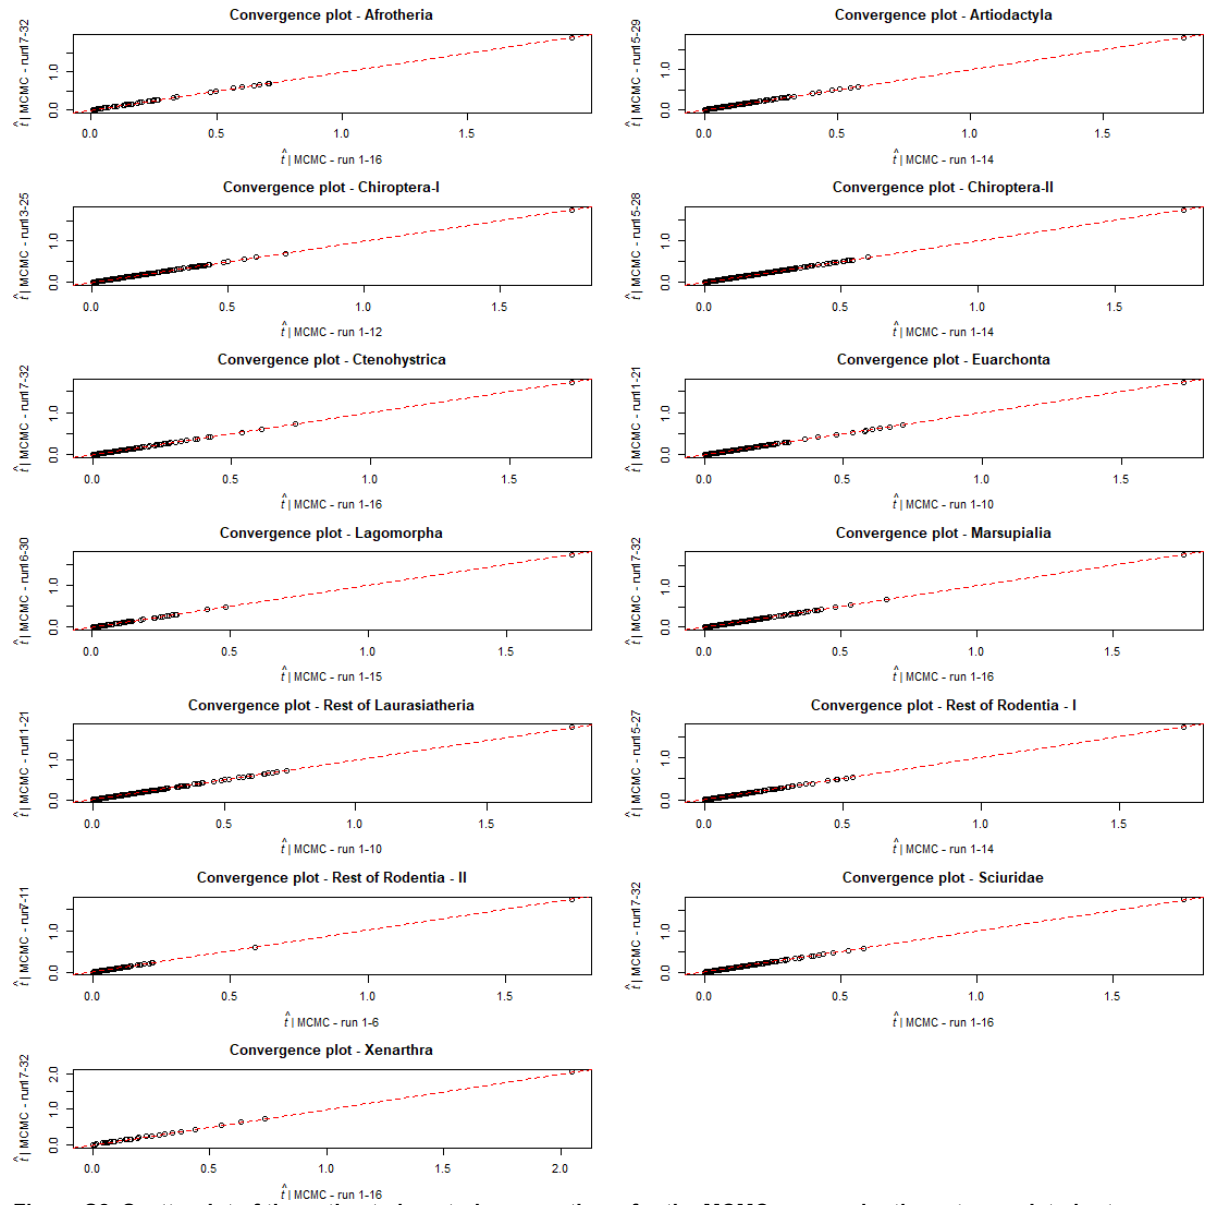 Convergence plot - Afrotheria
t̂ | MCMC - run17-32
0.0 1.0
0.0 0.5 1.0 1.5
t̂ | MCMC - run 1-16
Convergence plot - Artiodactyla
t̂ | MCMC - run15-29
0.0 1.0
0.0 0.5 1.0 1.5
t̂ | MCMC - run 1-14
Convergence plot - Chiroptera-I
t̂ | MCMC - run13-25
0.0 1.0
0.0 0.5 1.0 1.5
t̂ | MCMC - run 1-12
Convergence plot - Chiroptera-II
t̂ | MCMC - run15-28
0.0 1.0
0.0 0.5 1.0 1.5
t̂ | MCMC - run 1-14
Convergence plot - Ctenohystrica
t̂ | MCMC - run17-32
0.0 1.0
0.0 0.5 1.0 1.5
t̂ | MCMC - run 1-16
Convergence plot - Euarchonta
t̂ | MCMC - run11-21
0.0 1.0
0.0 0.5 1.0 1.5
t̂ | MCMC - run 1-10
Convergence plot - Lagomorpha
t̂ | MCMC - run16-30
0.0 1.0
0.0 0.5 1.0 1.5
t̂ | MCMC - run 1-15
Convergence plot - Marsupialia
t̂ | MCMC - run17-32
0.0 1.0
0.0 0.5 1.0 1.5
t̂ | MCMC - run 1-16
Convergence plot - Rest of Laurasiatheria
t̂ | MCMC - run11-21
0.0 1.0
0.0 0.5 1.0 1.5
t̂ | MCMC - run 1-10
Convergence plot - Rest of Rodentia - I
t̂ | MCMC - run15-27
0.0 1.0
0.0 0.5 1.0 1.5
t̂ | MCMC - run 1-14
Convergence plot - Rest of Rodentia - II
t̂ | MCMC - run7-11
0.0 1.0
0.0 0.5 1.0 1.5
t̂ | MCMC - run 1-6
Convergence plot - Sciuridae
t̂ | MCMC - run17-32
0.0 1.0
0.0 0.5 1.0 1.5
t̂ | MCMC - run 1-16
Convergence plot - Xenarthra
t̂ | MCMC - run17-32
0.0 1.0 2.0
0.0 0.5 1.0 1.5 2.0
t̂ | MCMC - run 1-16